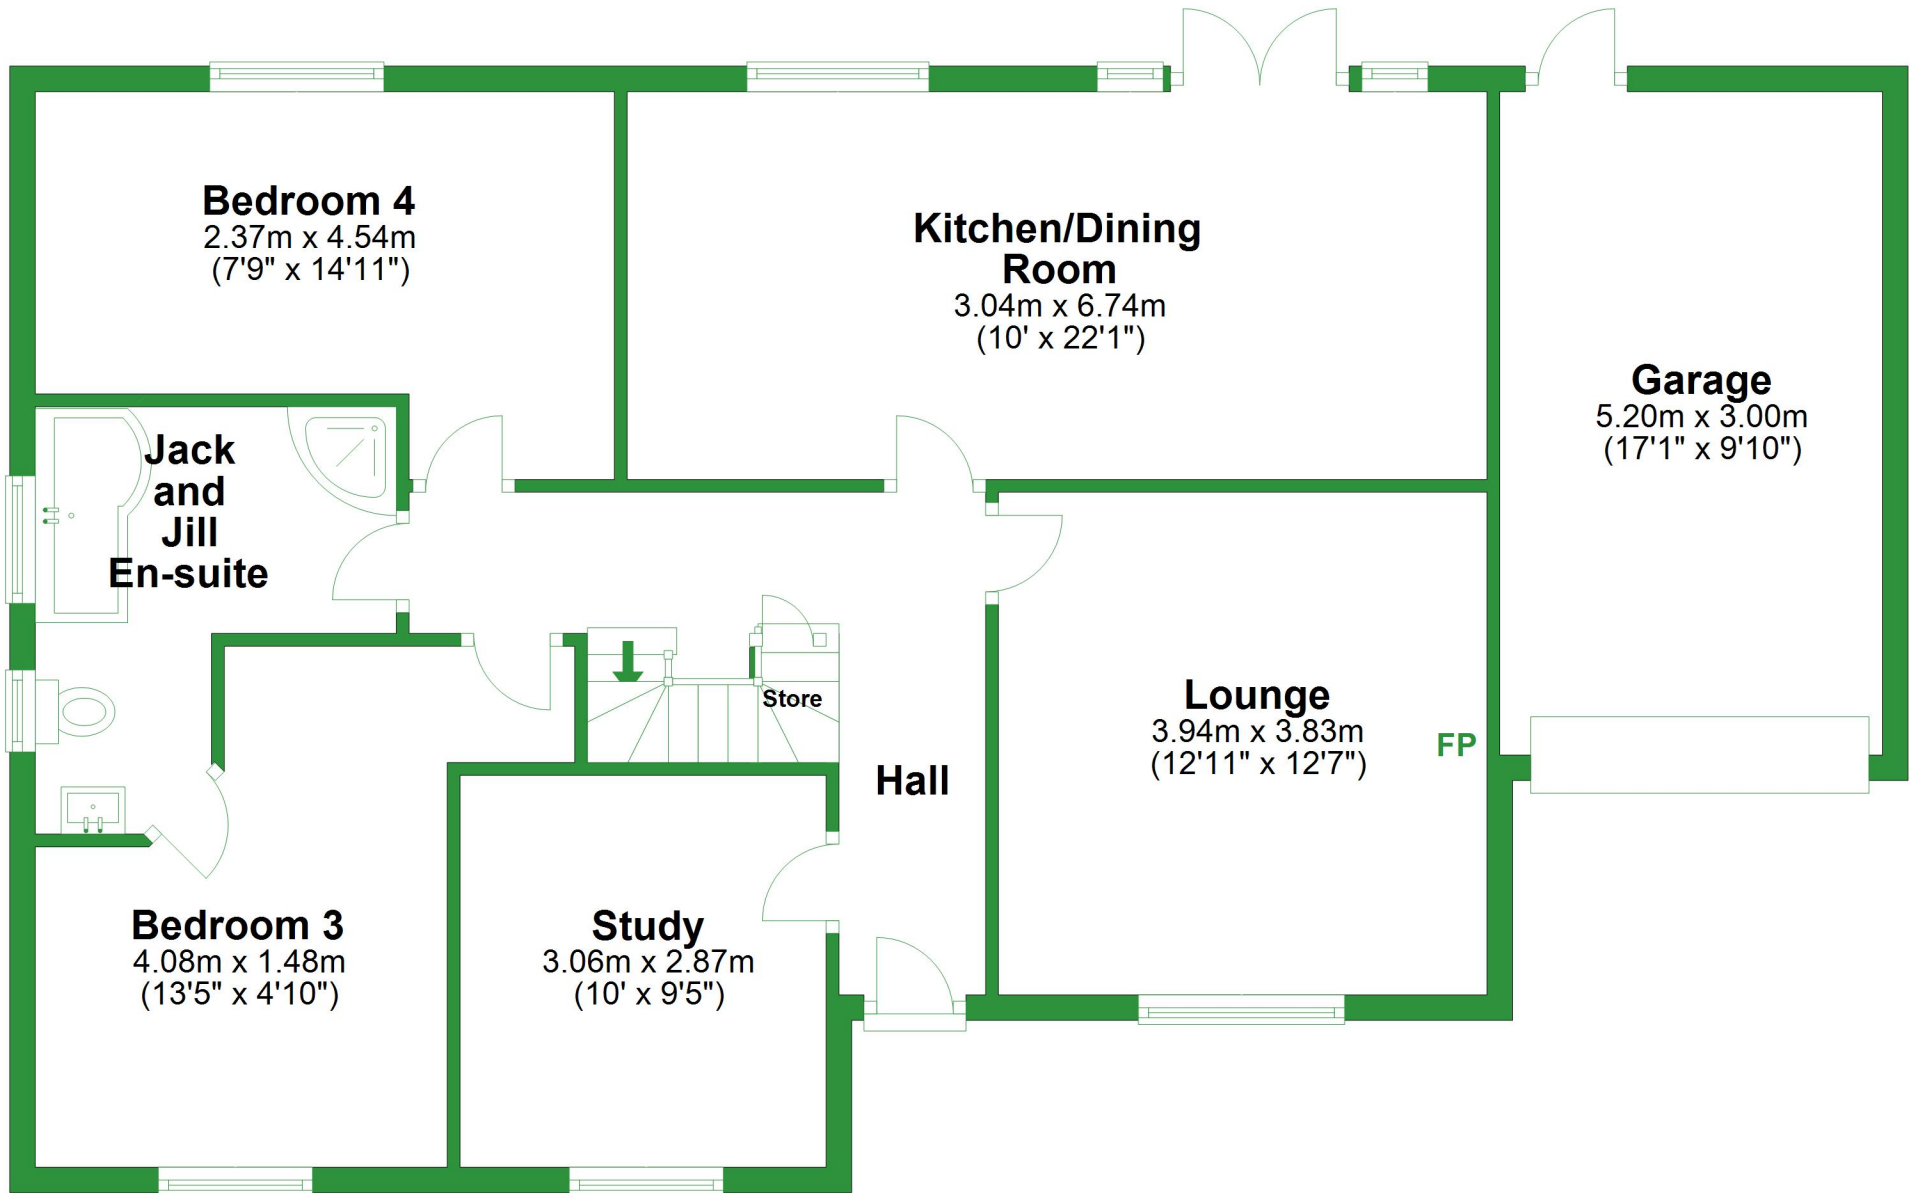 Bedroom 4
2.37m x 4.54m
(7'9" x 14'11")
Kitchen/Dining
Room
3.04m x 6.74m
(10' x 22'1")
Garage
5.20m x 3.00m
(17'1" x 9'10")
Jack
and
Jill
En-suite
Store
Lounge
3.94m x 3.83m
(12'11" x 12'7")
FP
Hall
Bedroom 3
4.08m x 1.48m
(13'5" x 4'10")
Study
3.06m x 2.87m
(10' x 9'5")